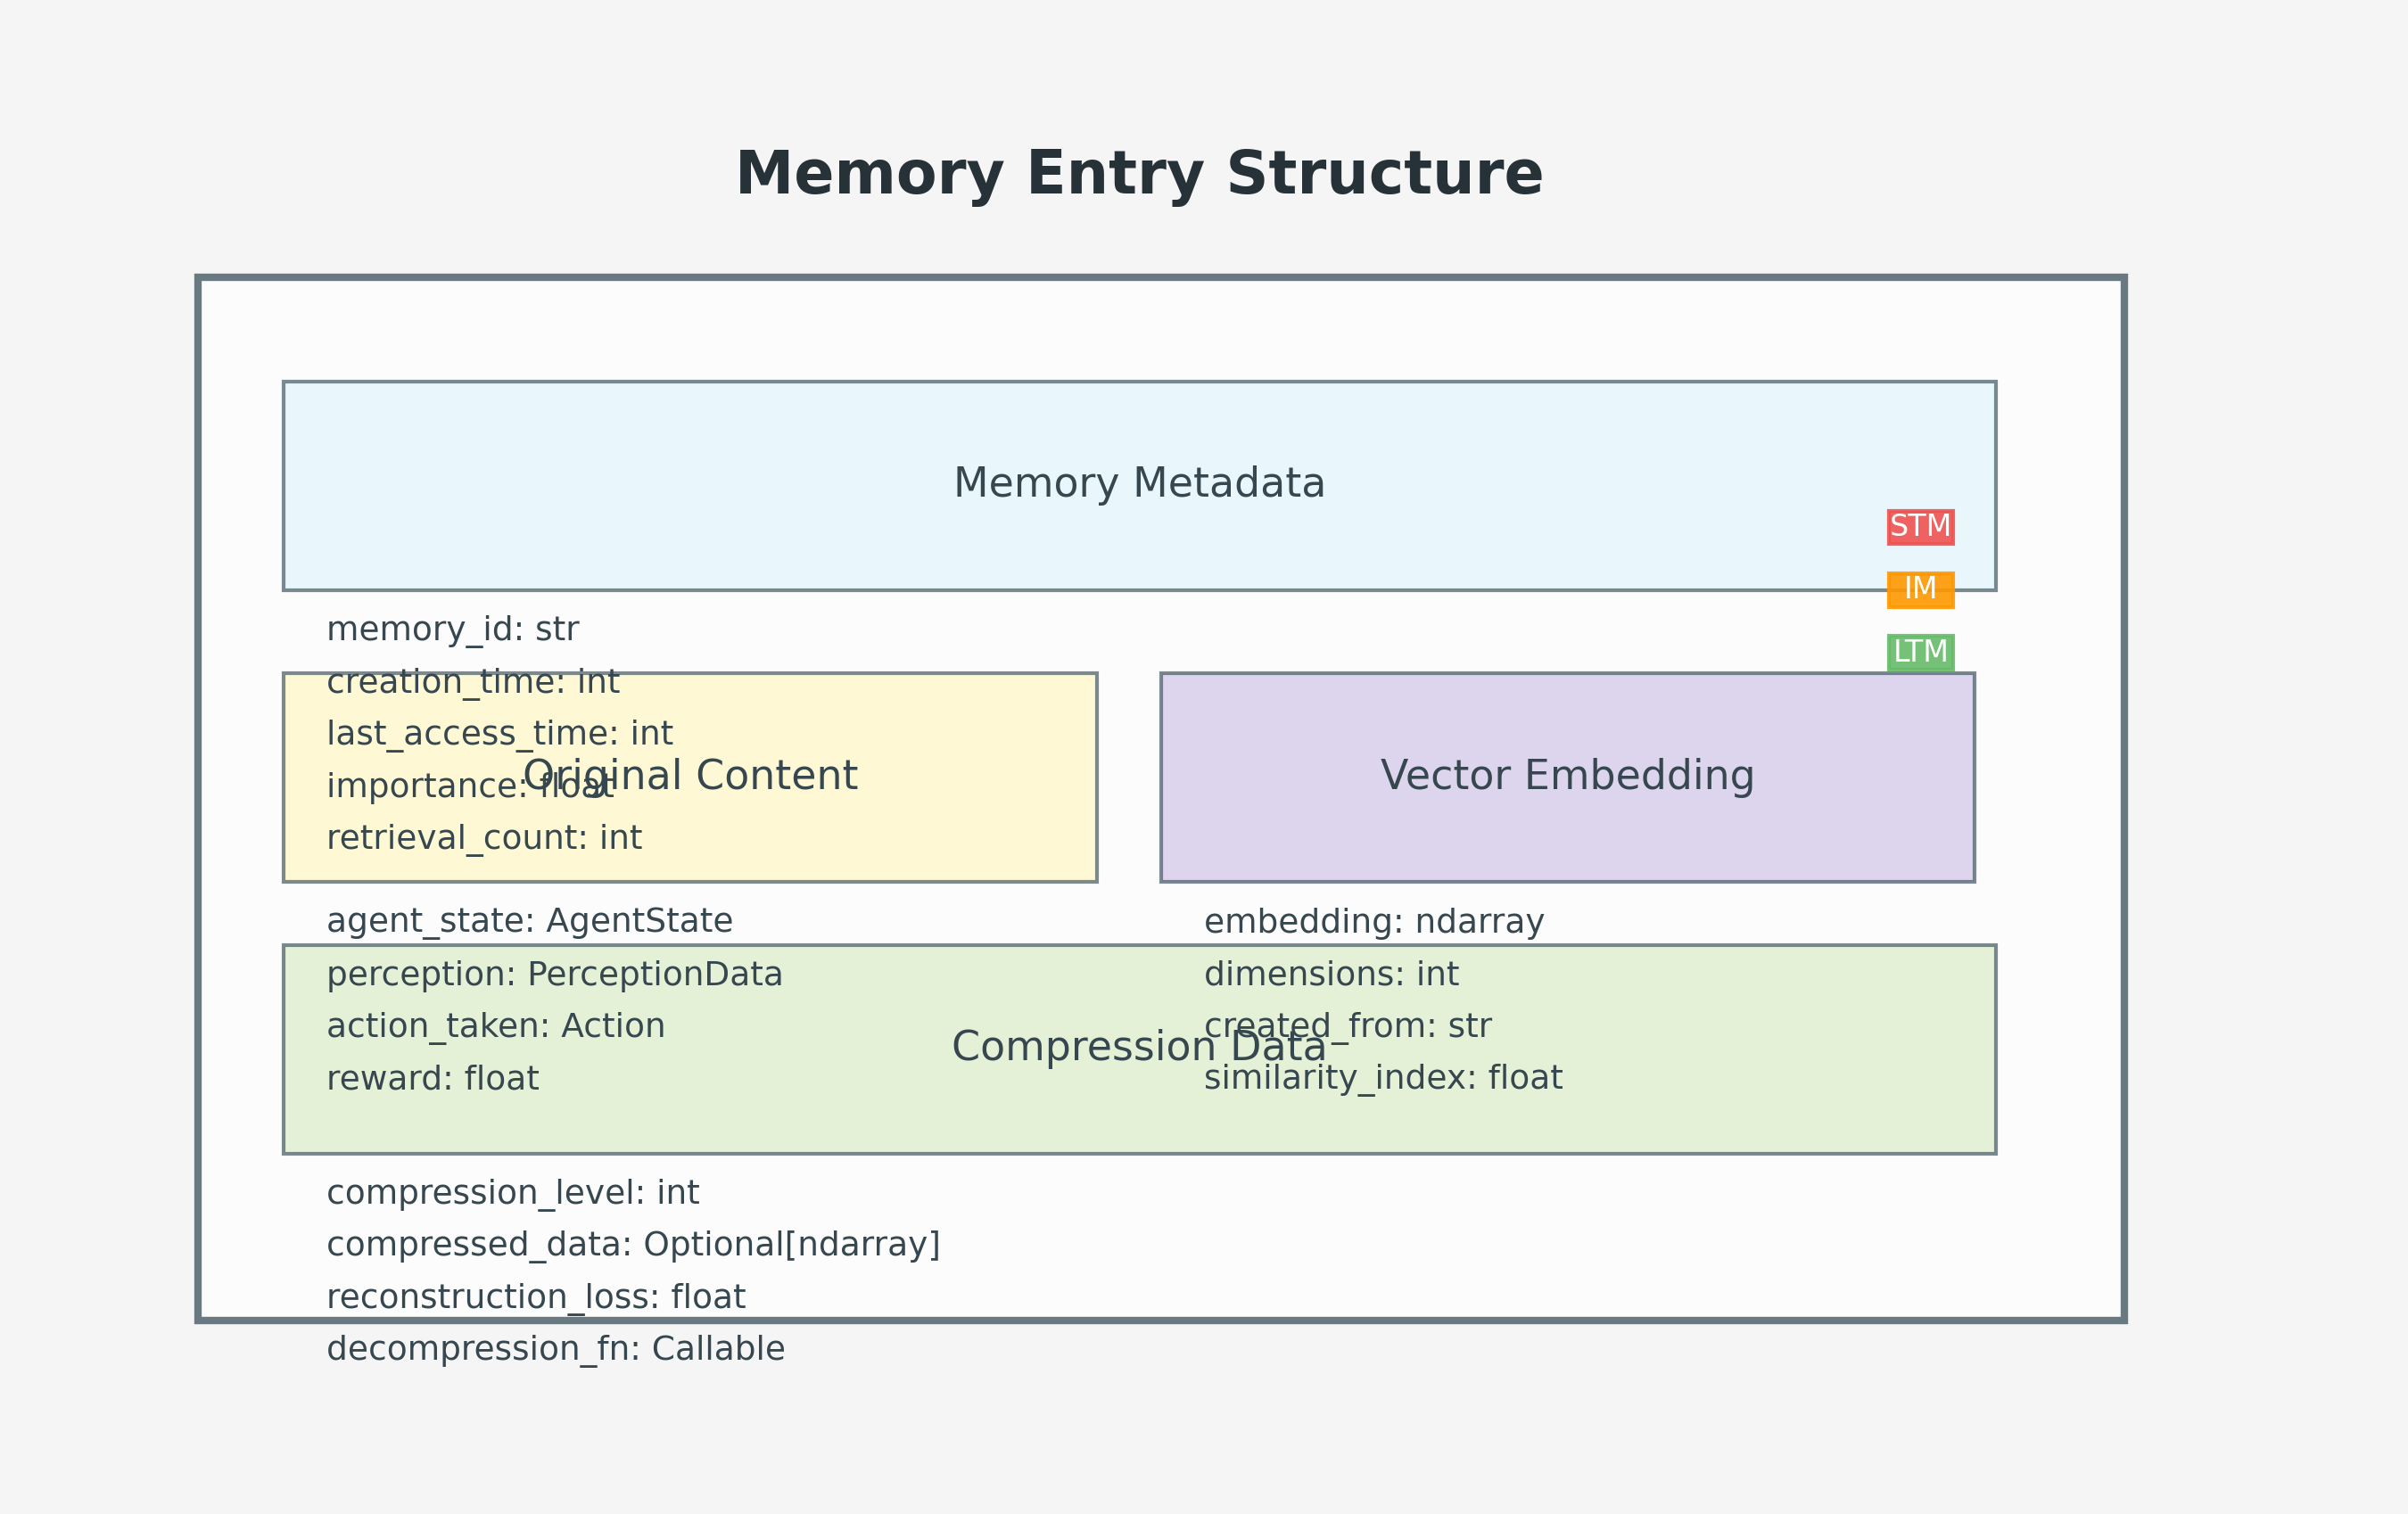 Memory Entry Structure
Memory Metadata
STM
IM
LTM
memory_id: str
creation_time: int
last_access_time: int
importance: float
retrieval_count: int
Original Content
Vector Embedding
agent_state: AgentState
perception: PerceptionData
action_taken: Action
reward: float
embedding: ndarray
dimensions: int
created_from: str
similarity_index: float
Compression Data
compression_level: int
compressed_data: Optional[ndarray]
reconstruction_loss: float
decompression_fn: Callable